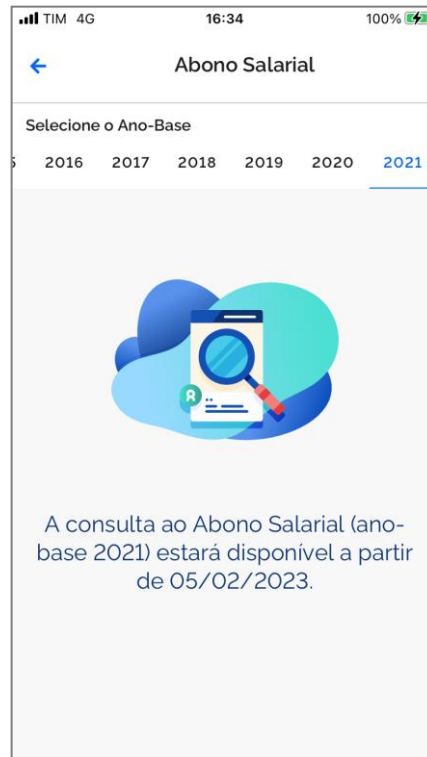 TIM 4G 16:34 100%
Abono Salarial
Selecione o Ano-Base
2016 2017 2018 2019 2020 2021
A consulta ao Abono Salarial (ano-
base 2021) estará disponível a partir
de 05/02/2023.